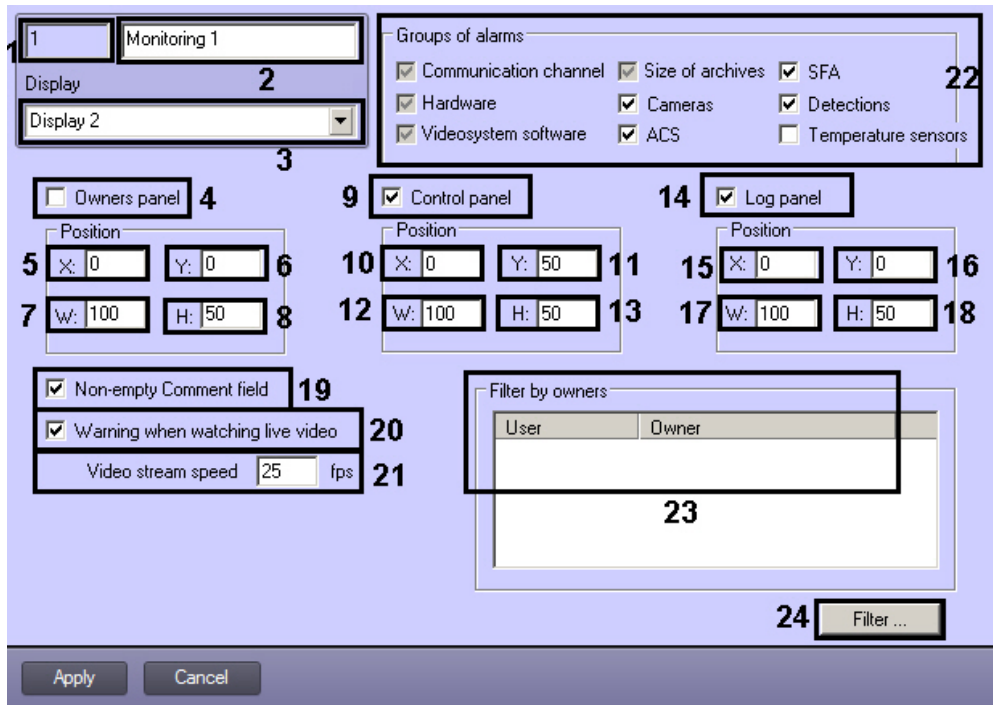 1 1 Monitoring 1
2
Display
Display 2
3
Groups of alarms
Communication channel Size of archives SFA
Hardware Cameras Detections
Videosystem software ACS Temperature sensors
22
Owners panel 4
Position
5 X: 0 Y: 0 6
7 W: 100 H: 50 8
9 Control panel
Position
10 X: 0 Y: 50 11
12 W: 100 H: 50 13
14 Log panel
Position
15 X: 0 Y: 0 16
17 W: 100 H: 50 18
Non-empty Comment field 19
Warning when watching live video 20
Video stream speed 25 fps 21
Filter by owners
User Owner
23
24 Filter ...
Apply Cancel